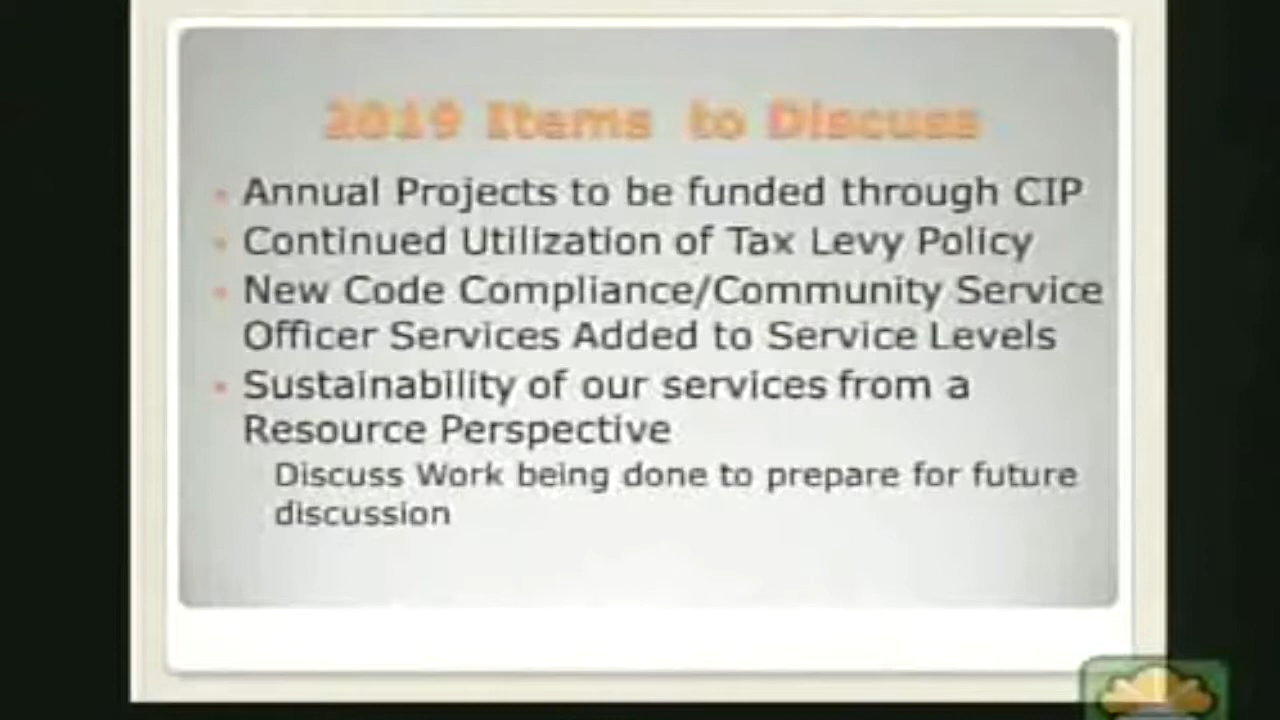 2019 Items to Discuss
Annual Projects to be funded through CIP
Continued Utilization of Tax Levy Policy
New Code Compliance/Community Service
Officer Services Added to Service Levels
Sustainability of our services from a
Resource Perspective
Discuss Work being done to prepare for future
discussion